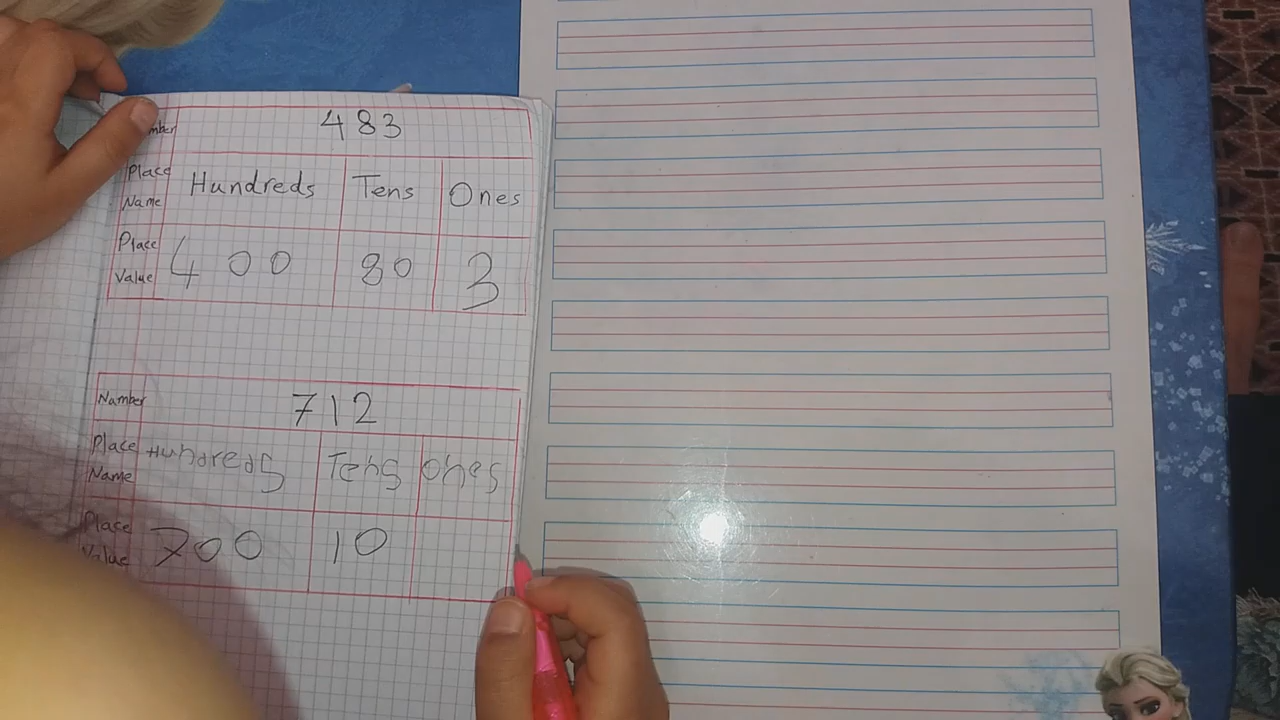 483
Place Name Hundreds Tens Ones
Place Value 400 80 3
Number 712
Place Name Hundreds Tens ones
Place Value 700 10